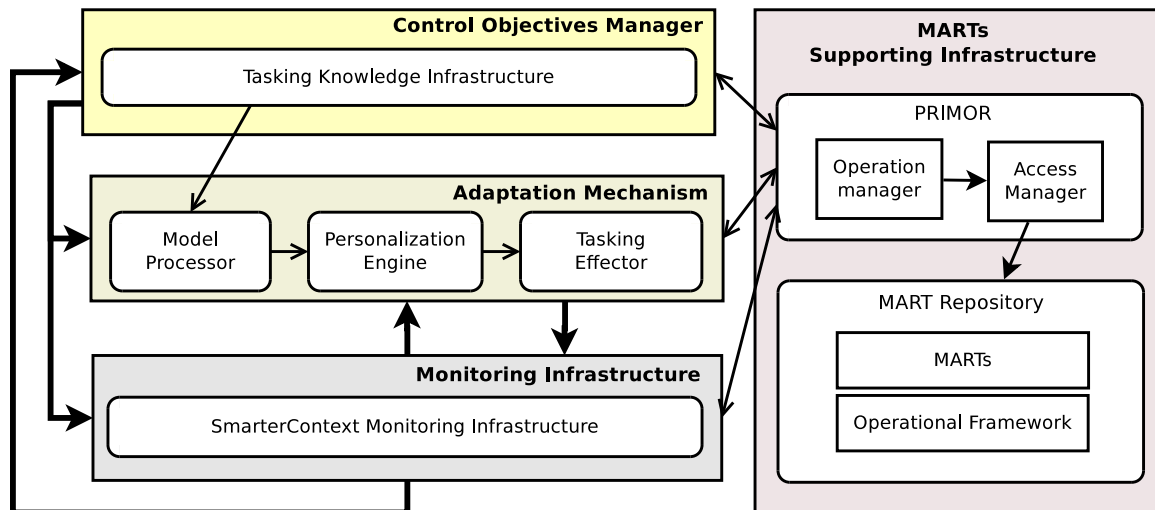 Control Objectives Manager
Tasking Knowledge Infrastructure
Adaptation Mechanism
Model
Processor
Personalization
Engine
Tasking
Effector
Monitoring Infrastructure
SmarterContext Monitoring Infrastructure
MARTs
Supporting Infrastructure
PRIMOR
Operation
manager
Access
Manager
MART Repository
MARTs
Operational Framework